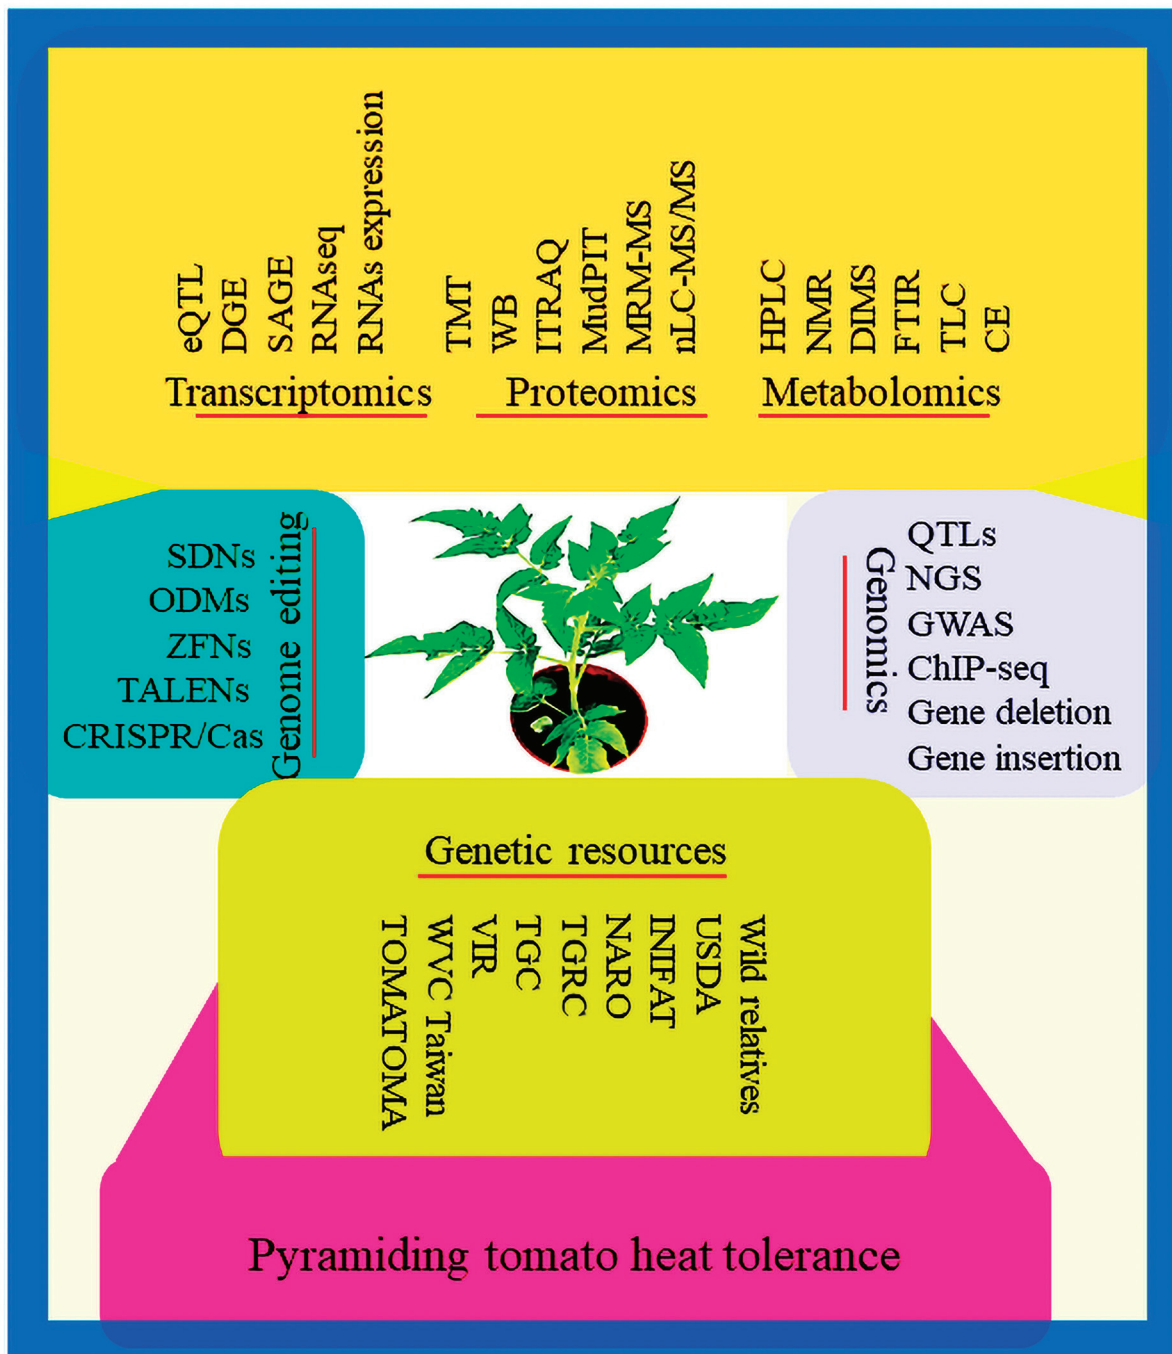 eQTL
DGE
SAGE
RNAseq
RNAs expression
Transcriptomics
TMT
WB
ITRAQ
MudPIT
MRM-MS
nLC-MS/MS
Proteomics
HPLC
NMR
DIMS
FTIR
TLC
CE
Metabolomics
SDNs
ODMs
ZFNs
TALENs
CRISPR/Cas
Genome editing
Genomics
QTLs
NGS
GWAS
ChIP-seq
Gene deletion
Gene insertion
Genetic resources
Wild relatives
USDA
INIFAT
NARO
TGRC
TGC
VIR
WVC Taiwan
TOMATOMA
Pyramiding tomato heat tolerance